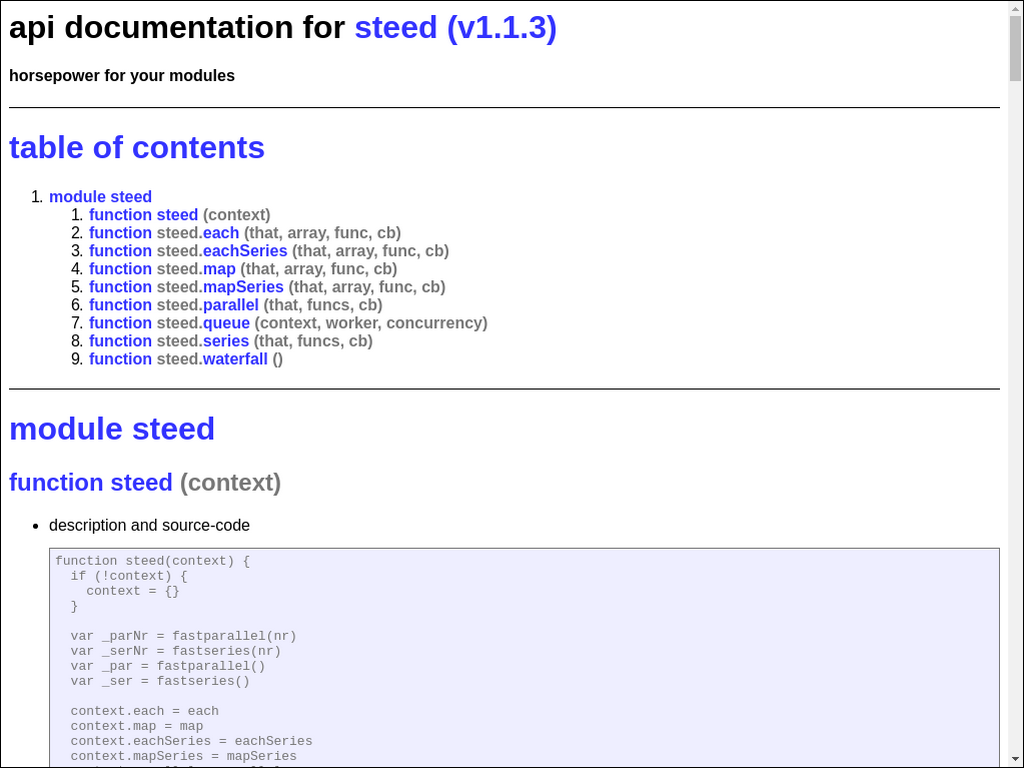 api documentation for steed (v1.1.3)
horsepower for your modules
table of contents
1. module steed
1. function steed (context)
2. function steed.each (that, array, func, cb)
3. function steed.eachSeries (that, array, func, cb)
4. function steed.map (that, array, func, cb)
5. function steed.mapSeries (that, array, func, cb)
6. function steed.parallel (that, funcs, cb)
7. function steed.queue (context, worker, concurrency)
8. function steed.series (that, funcs, cb)
9. function steed.waterfall ()
module steed
function steed (context)
• description and source-code
function steed(context) {
  if (!context) {
    context = {}
  }
  var _parNr = fastparallel(nr)
  var _serNr = fastseries(nr)
  var _par = fastparallel()
  var _ser = fastseries()
  context.each = each
  context.map = map
  context.eachSeries = eachSeries
  context.mapSeries = mapSeries